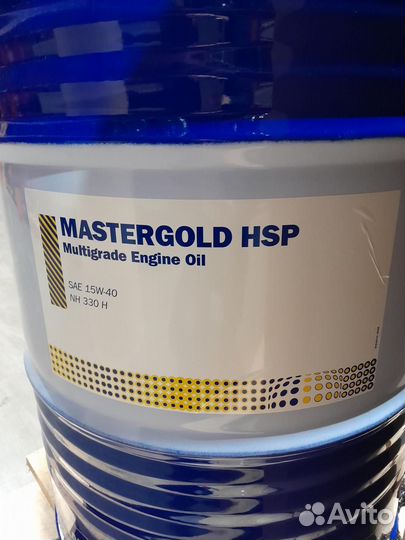 MASTERGOLD HSP
Multigrade Engine Oil
SAE 15W-40
NH 330 H
Avito